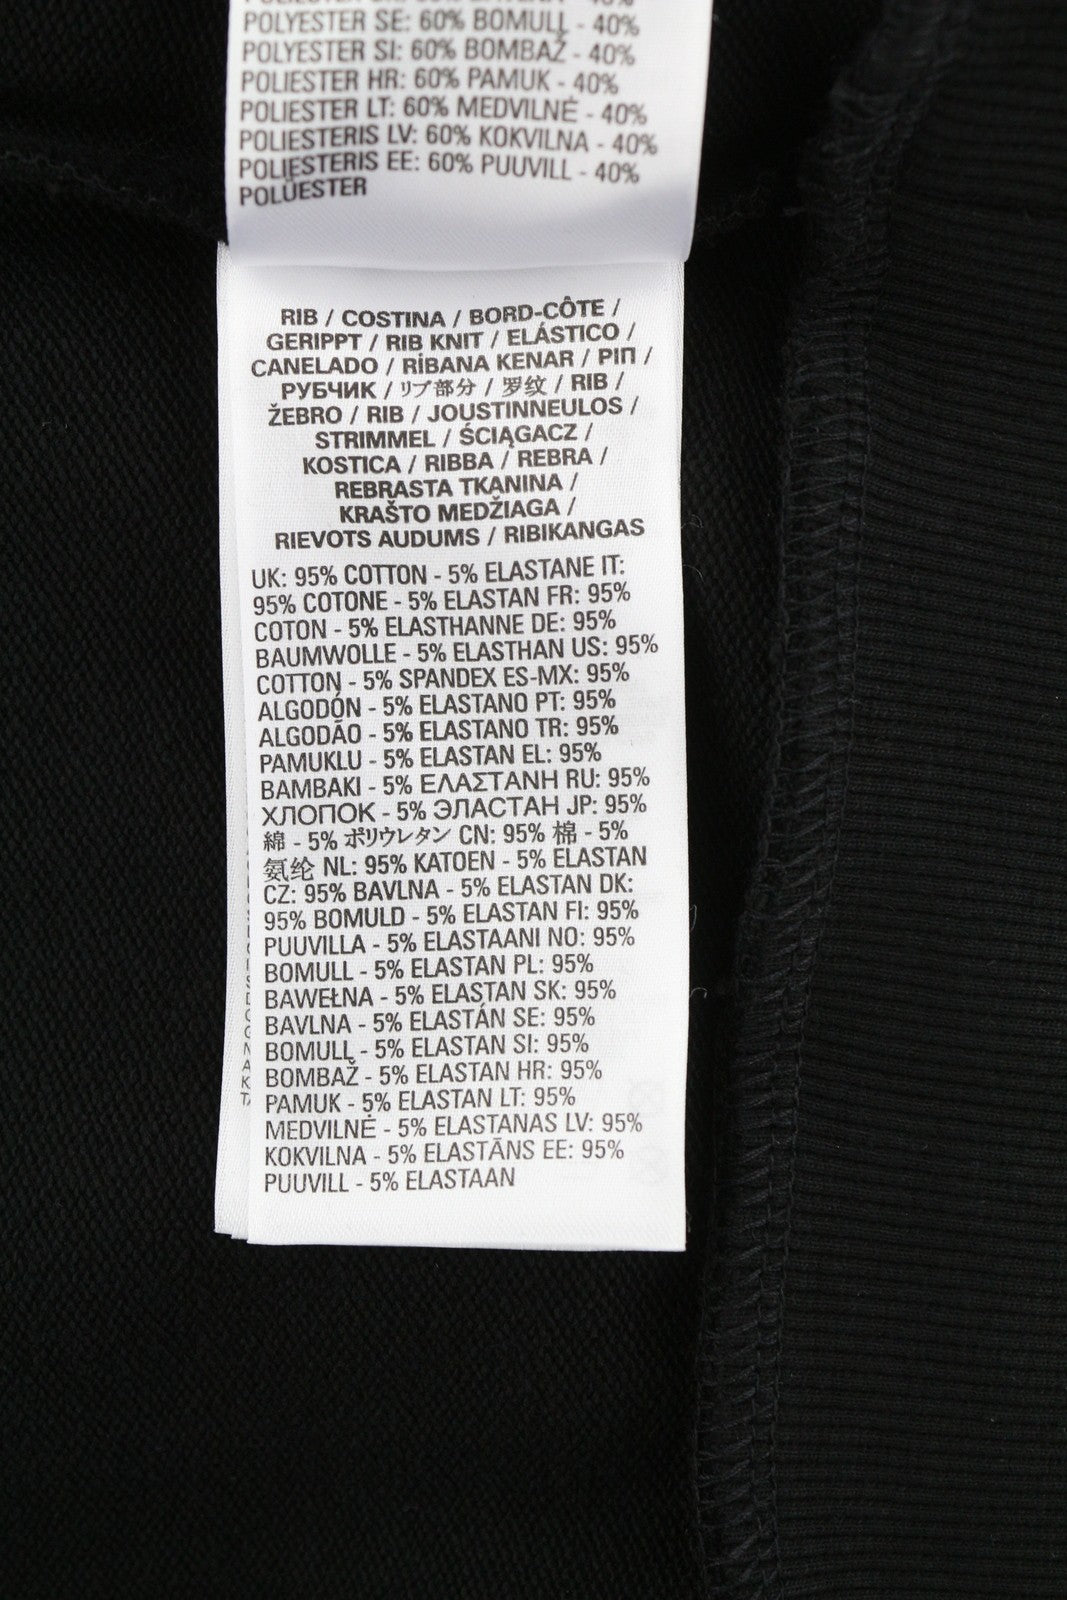 POLYESTER SE: 60% BOMULL - 40%
POLYESTER SI: 60% BOMBAŽ - 40%
POLIESTER HR: 60% PAMUK - 40%
POLIESTER LT: 60% MEDVILNĖ - 40%
POLIESTERIS LV: 60% KOKVILNA - 40%
POLIESTERIS EE: 60% PUUVILL - 40%
POLÜESTER
RIB / COSTINA / BORD-CÔTE /
GERIPPT / RIB KNIT / ELÁSTICO /
CANELADO / RİBANA KENAR / ΡΙΠ /
РУБЧИК / リブ部分 / 罗纹 / RIB /
ŽEBRO / RIB / JOUSTINNEULOS /
STRIMMEL / ŚCIĄGACZ /
KOSTICA / RIBBA / REBRA /
REBRASTA TKANINA /
KRAŠTO MEDŽIAGA /
RIEVOTS AUDUMS / RIBIKANGAS
UK: 95% COTTON - 5% ELASTANE IT:
95% COTONE - 5% ELASTAN FR: 95%
COTON - 5% ELASTHANNE DE: 95%
BAUMWOLLE - 5% ELASTHAN US: 95%
COTTON - 5% SPANDEX ES-MX: 95%
ALGODÓN - 5% ELASTANO PT: 95%
ALGODÃO - 5% ELASTANO TR: 95%
PAMUKLU - 5% ELASTAN EL: 95%
ΒΑΜΒΑΚΙ - 5% ΕΛΑΣΤΑΝΗ RU: 95%
ХЛОПОК - 5% ЭЛАСТАН JP: 95%
綿 - 5% ポリウレタン CN: 95% 棉 - 5%
氨纶 NL: 95% KATOEN - 5% ELASTAN
CZ: 95% BAVLNA - 5% ELASTAN DK:
95% BOMULD - 5% ELASTAN FI: 95%
PUUVILLA - 5% ELASTAANI NO: 95%
BOMULL - 5% ELASTAN PL: 95%
BAWEŁNA - 5% ELASTAN SK: 95%
BAVLNA - 5% ELASTÁN SE: 95%
BOMULL - 5% ELASTAN SI: 95%
BOMBAŽ - 5% ELASTAN HR: 95%
PAMUK - 5% ELASTAN LT: 95%
MEDVILNĖ - 5% ELASTANAS LV: 95%
KOKVILNA - 5% ELASTĀNS EE: 95%
PUUVILL - 5% ELASTAAN